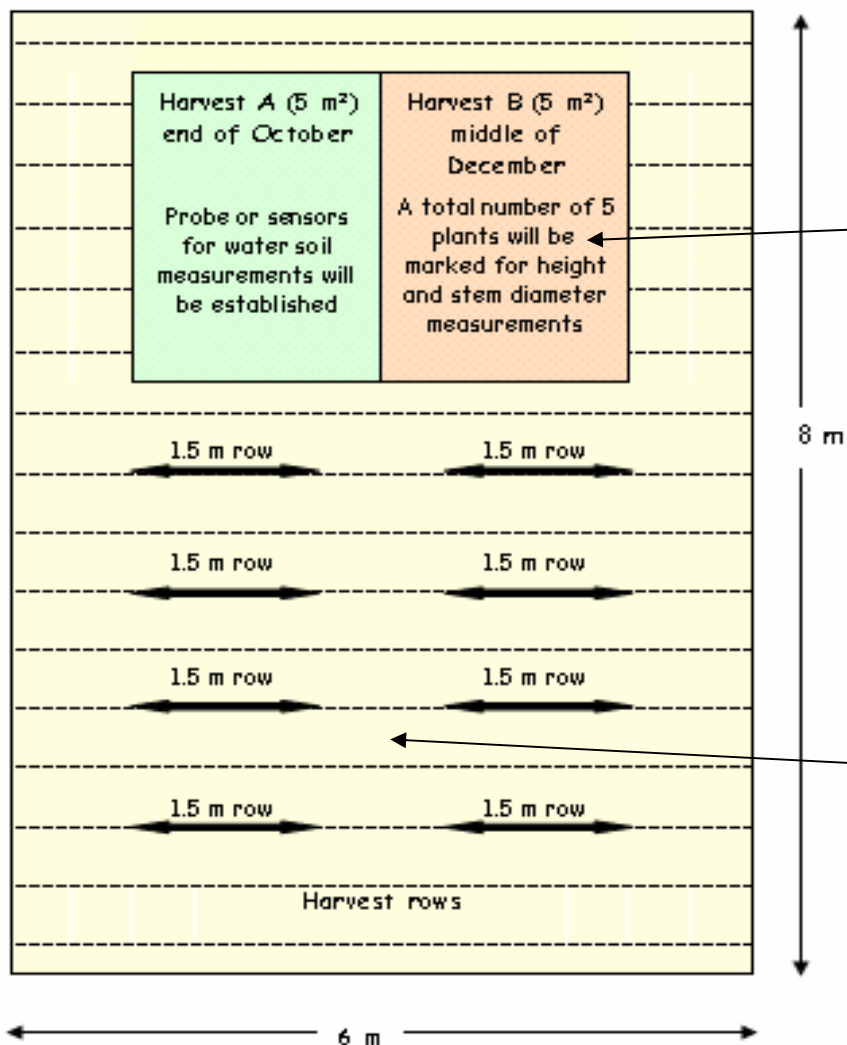 Harvest A (5 m²)
end of October
Probe or sensors
for water soil
measurements will
be established
Harvest B (5 m²)
middle of
December
A total number of 5
plants will be
marked for height
and stem diameter
measurements
8 m
1.5 m row
1.5 m row
1.5 m row
1.5 m row
1.5 m row
1.5 m row
1.5 m row
1.5 m row
Harvest rows
6 m